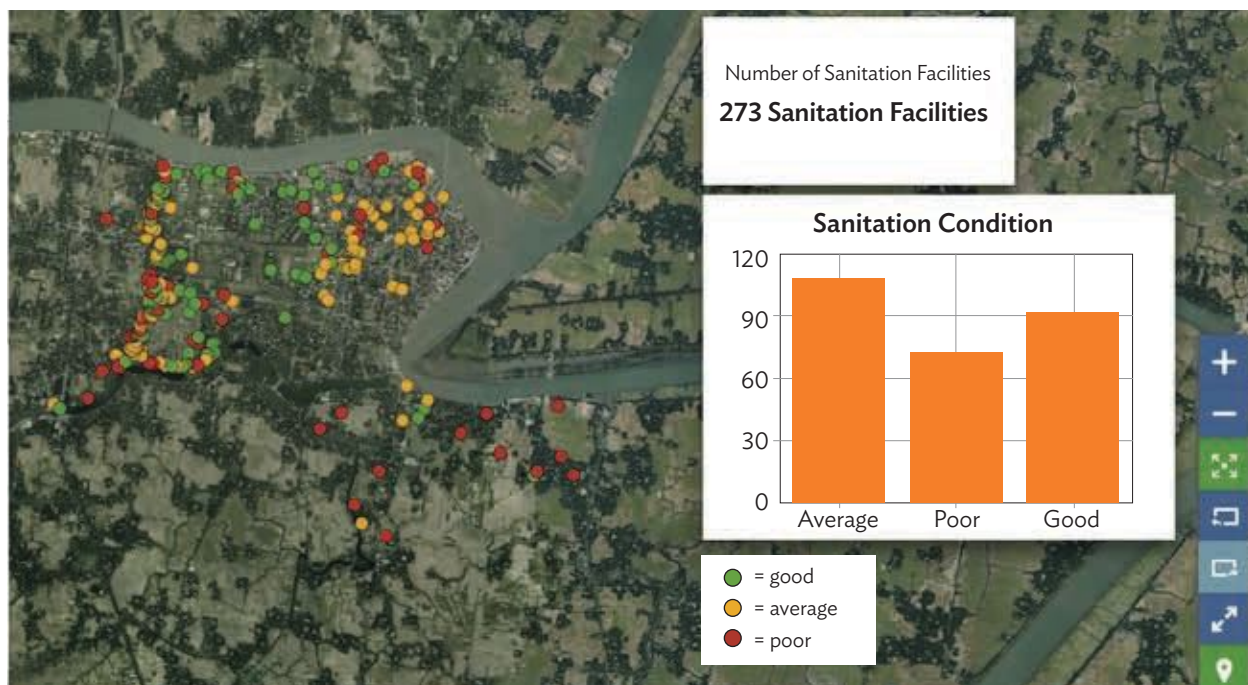 Number of Sanitation Facilities
273 Sanitation Facilities
Sanitation Condition
120
90
60
30
0
Average Poor Good
= good
= average
= poor